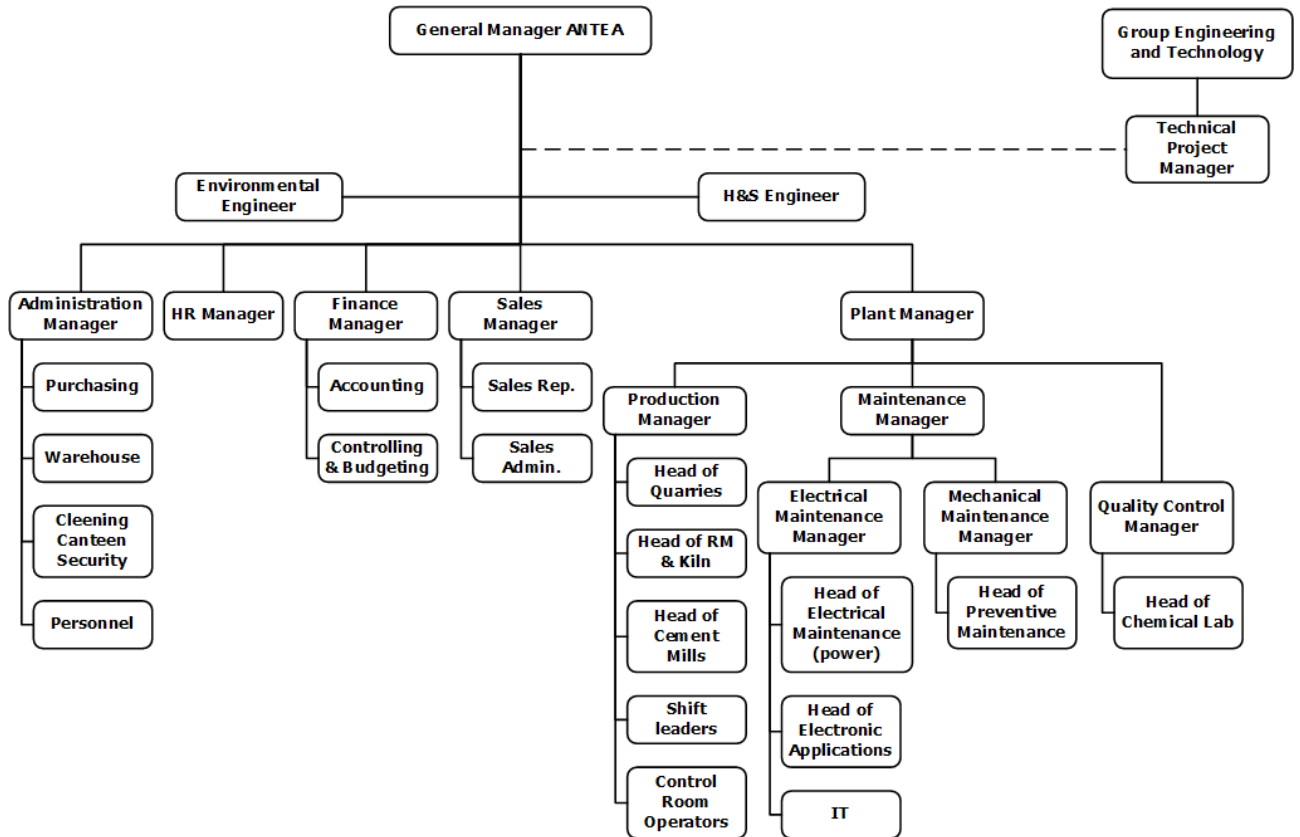 General Manager ANTEA
Group Engineering
and Technology
Technical
Project
Manager
Environmental
Engineer
H&S Engineer
Administration
Manager
HR Manager
Finance
Manager
Sales
Manager
Plant Manager
Purchasing
Warehouse
Cleening
Canteen
Security
Personnel
Accounting
Controlling
& Budgeting
Sales Rep.
Sales
Admin.
Production
Manager
Maintenance
Manager
Head of
Quarries
Head of RM
& Kiln
Head of
Cement
Mills
Shift
leaders
Control
Room
Operators
Electrical
Maintenance
Manager
Mechanical
Maintenance
Manager
Quality Control
Manager
Head of
Electrical
Maintenance
(power)
Head of
Electronic
Applications
IT
Head of
Preventive
Maintenance
Head of
Chemical Lab